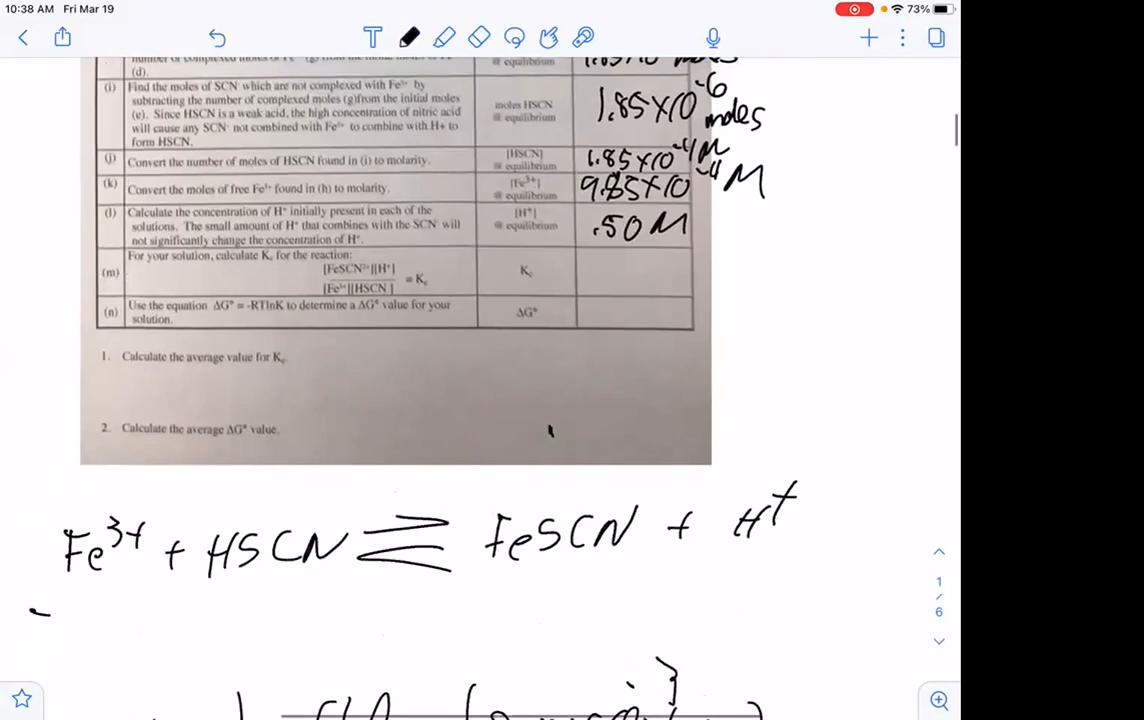 10:38 AM Fri Mar 19
73%
(d).
@ equilibrium
(i) Find the moles of SCN⁻ which are not complexed with Fe³⁺ by
subtracting the number of complexed moles (g)from the initial moles
(e). Since HSCN is a weak acid, the high concentration of nitric acid
will cause any SCN⁻ not combined with Fe³⁺ to combine with H+ to
form HSCN.
moles HSCN
@ equilibrium
1.85×10⁻⁶
moles
(j) Convert the number of moles of HSCN found in (i) to molarity.
[HSCN]
@ equilibrium
1.85×10⁻⁴M
(k) Convert the moles of free Fe³⁺ found in (h) to molarity.
[Fe³⁺]
@ equilibrium
9.85×10⁻⁴ M
(l) Calculate the concentration of H⁺ initially present in each of the
solutions. The small amount of H⁺ that combines with the SCN⁻ will
not significantly change the concentration of H⁺.
[H⁺]
@ equilibrium
.50 M
(m) For your solution, calculate Kc for the reaction:
[FeSCN²⁺][H⁺]
= Kc
[Fe³⁺][HSCN]
Kc
(n) Use the equation ΔG° = -RTlnK to determine a ΔG° value for your
solution.
ΔG°
1. Calculate the average value for Kc
2. Calculate the average ΔG° value.
Fe³⁺ + HSCN ⇌ FeSCN + H⁺
1
/
6